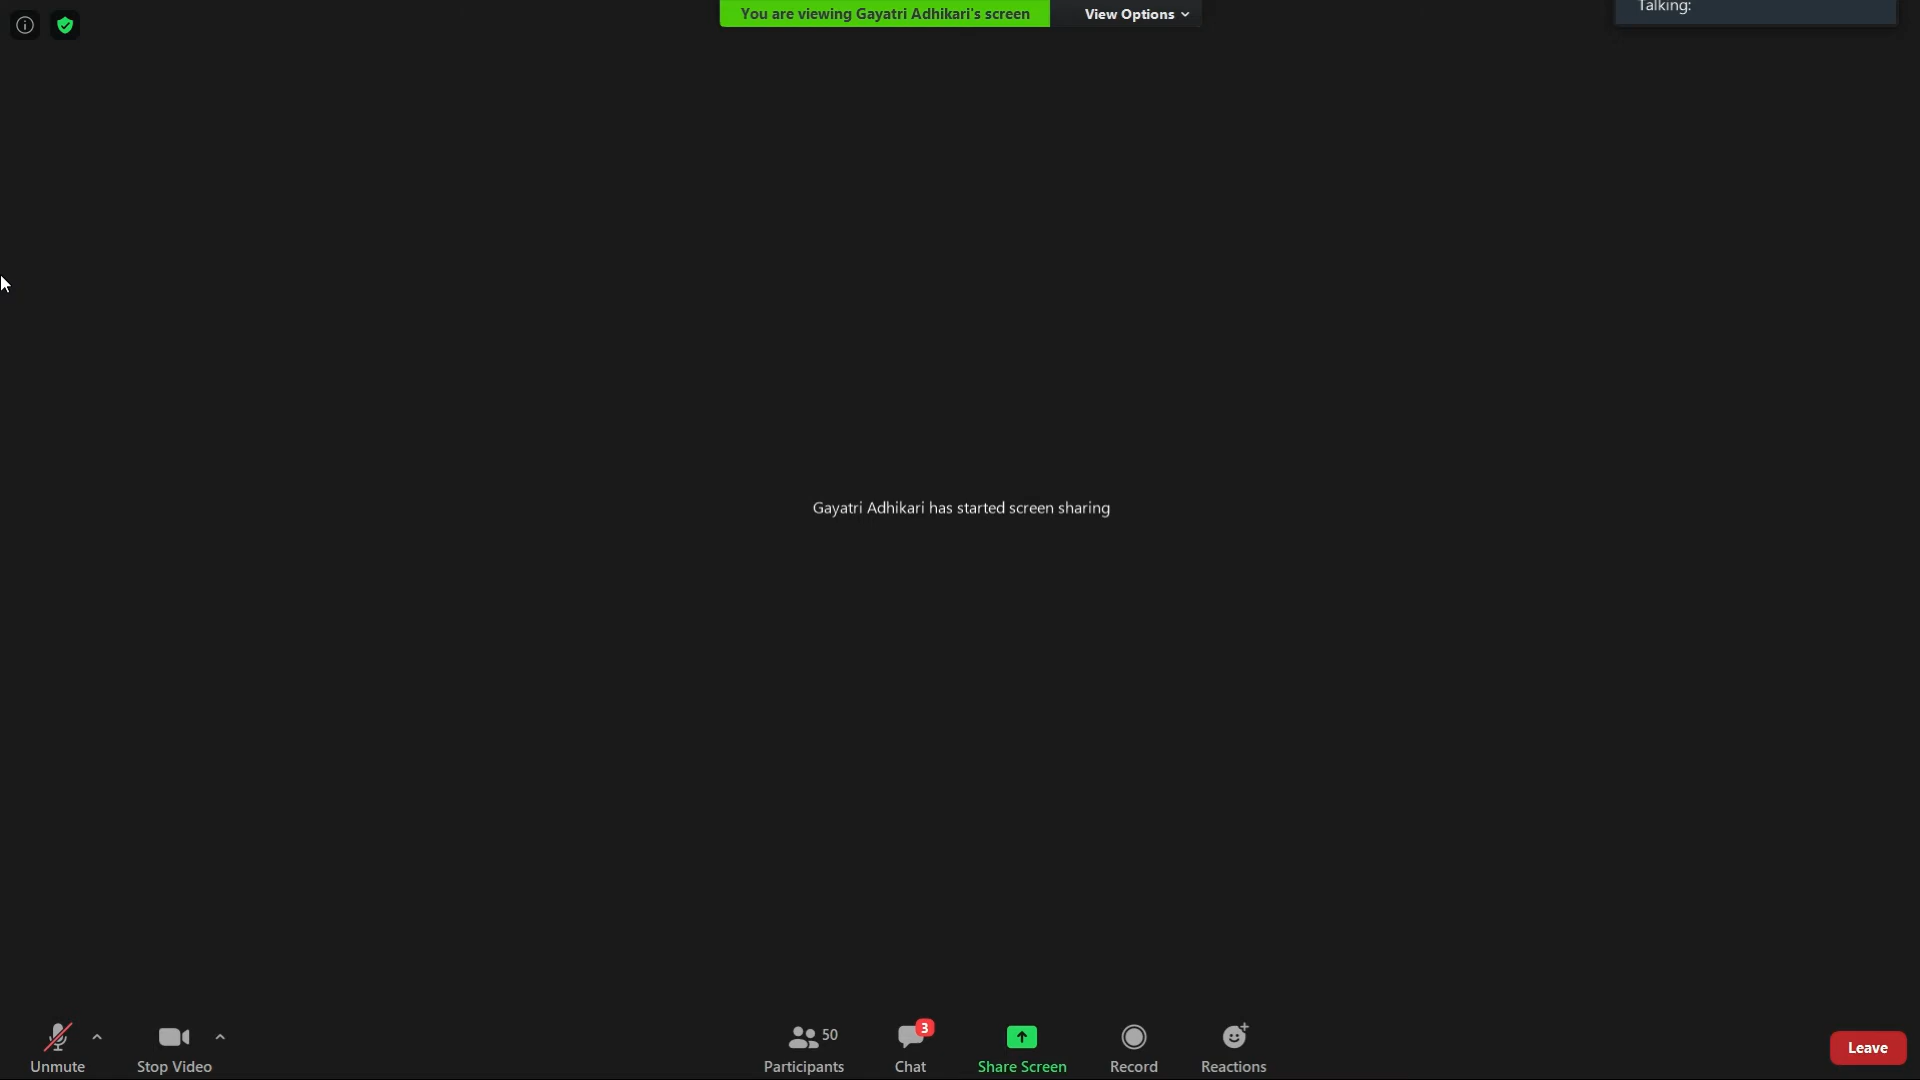 You are viewing Gayatri Adhikari's screen
View Options
Talking:
Gayatri Adhikari has started screen sharing
Unmute
Stop Video
50
Participants
3
Chat
Share Screen
Record
Reactions
Leave